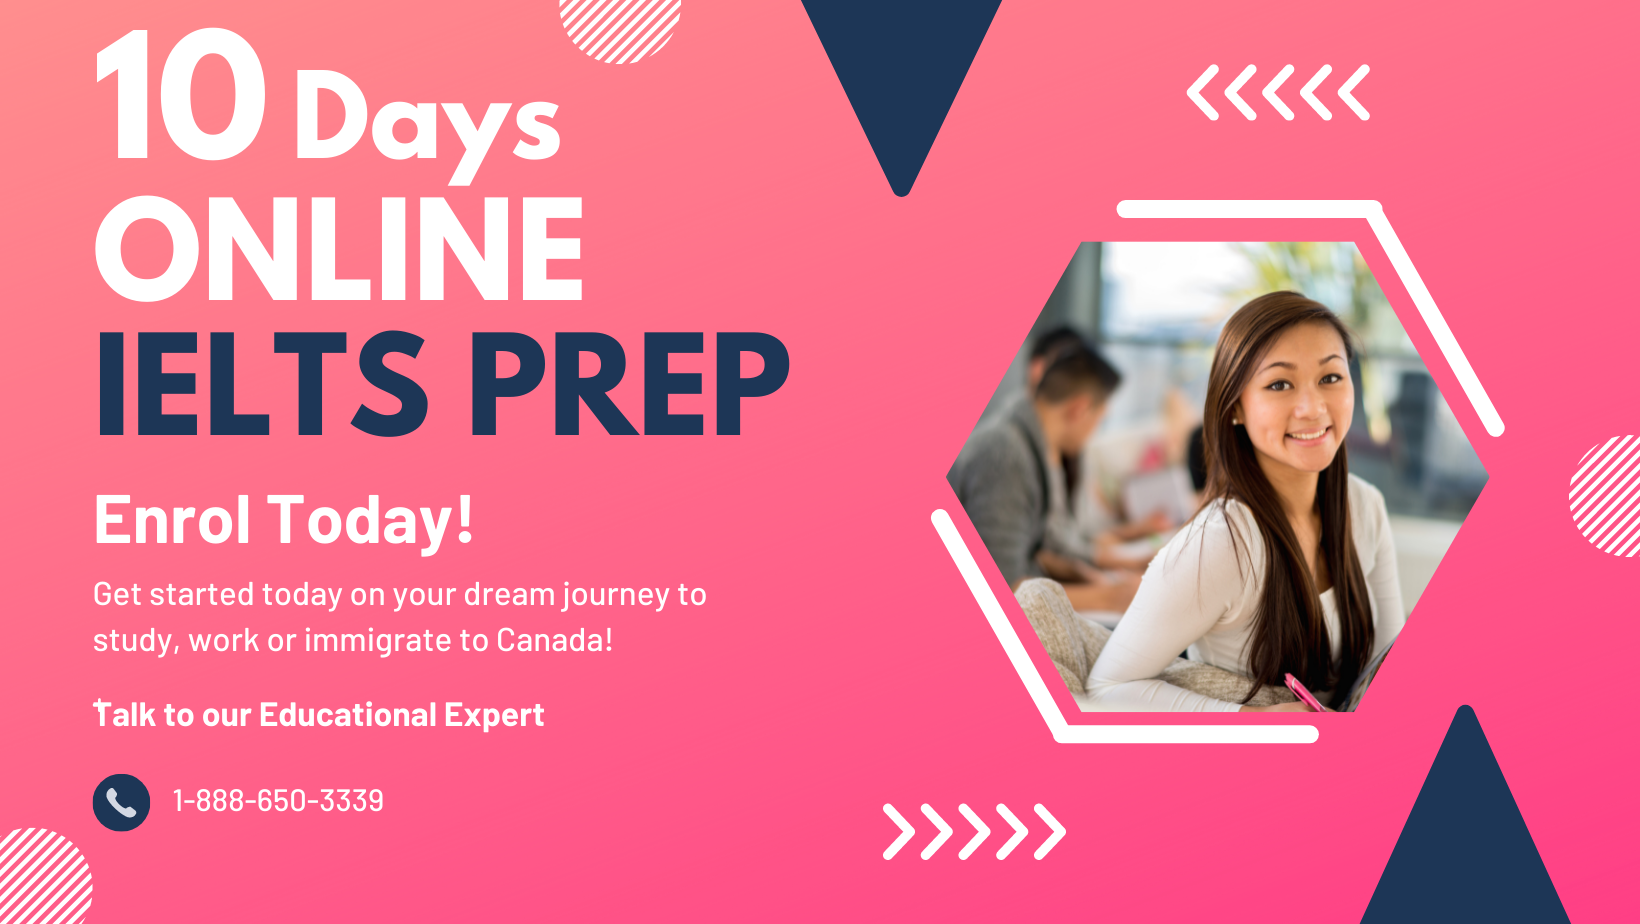 10 Days
ONLINE
IELTS PREP
Enrol Today!
Get started today on your dream journey to
study, work or immigrate to Canada!
Talk to our Educational Expert
1-888-650-3339